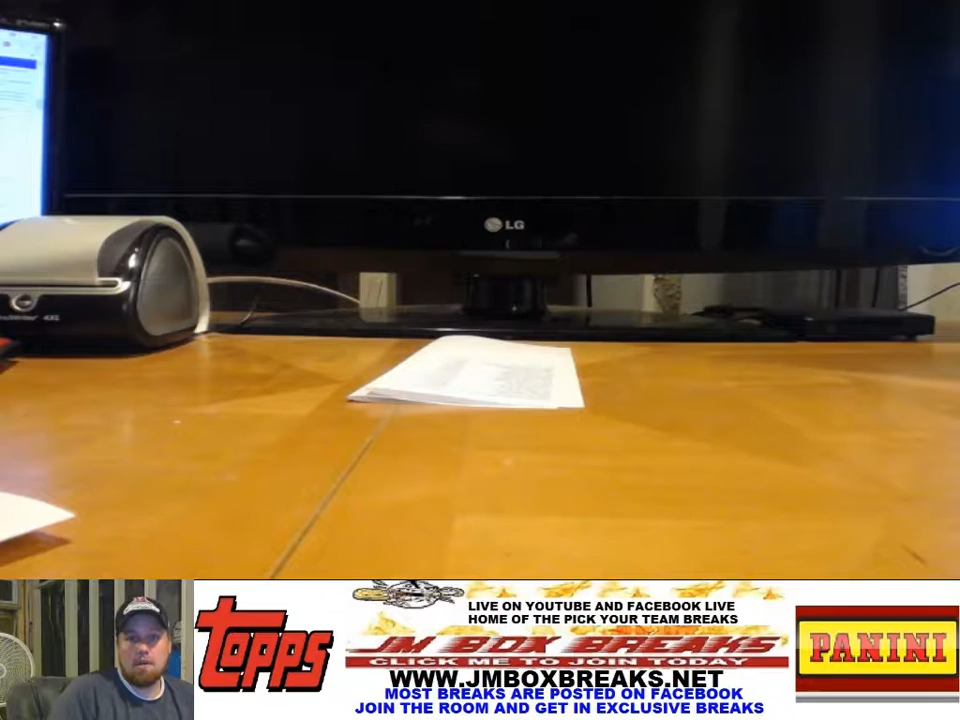 LG
4XL
LIVE ON YOUTUBE AND FACEBOOK LIVE
HOME OF THE PICK YOUR TEAM BREAKS
TOPPS
JM BOX BREAKS
PANINI
CLICK ME TO JOIN TODAY
WWW.JMBOXBREAKS.NET
MOST BREAKS ARE POSTED ON FACEBOOK
JOIN THE ROOM AND GET IN EXCLUSIVE BREAKS